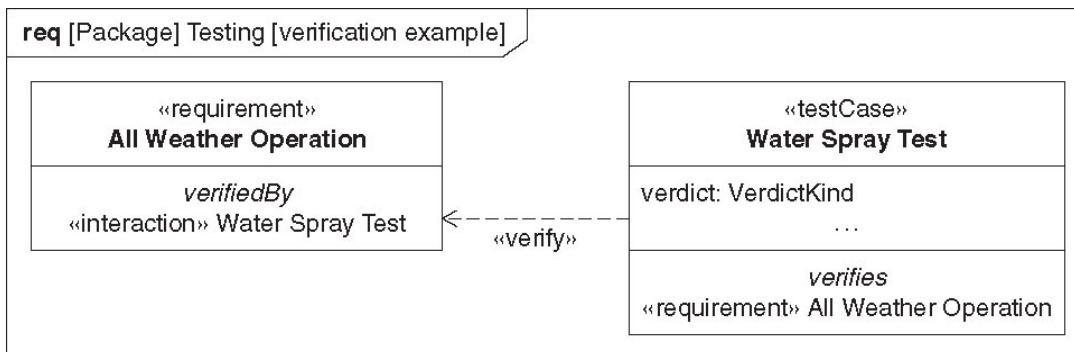 req [Package] Testing [verification example]
«requirement»
All Weather Operation
verifiedBy
«interaction» Water Spray Test
«verify»
«testCase»
Water Spray Test
verdict: VerdictKind
...
verifies
«requirement» All Weather Operation